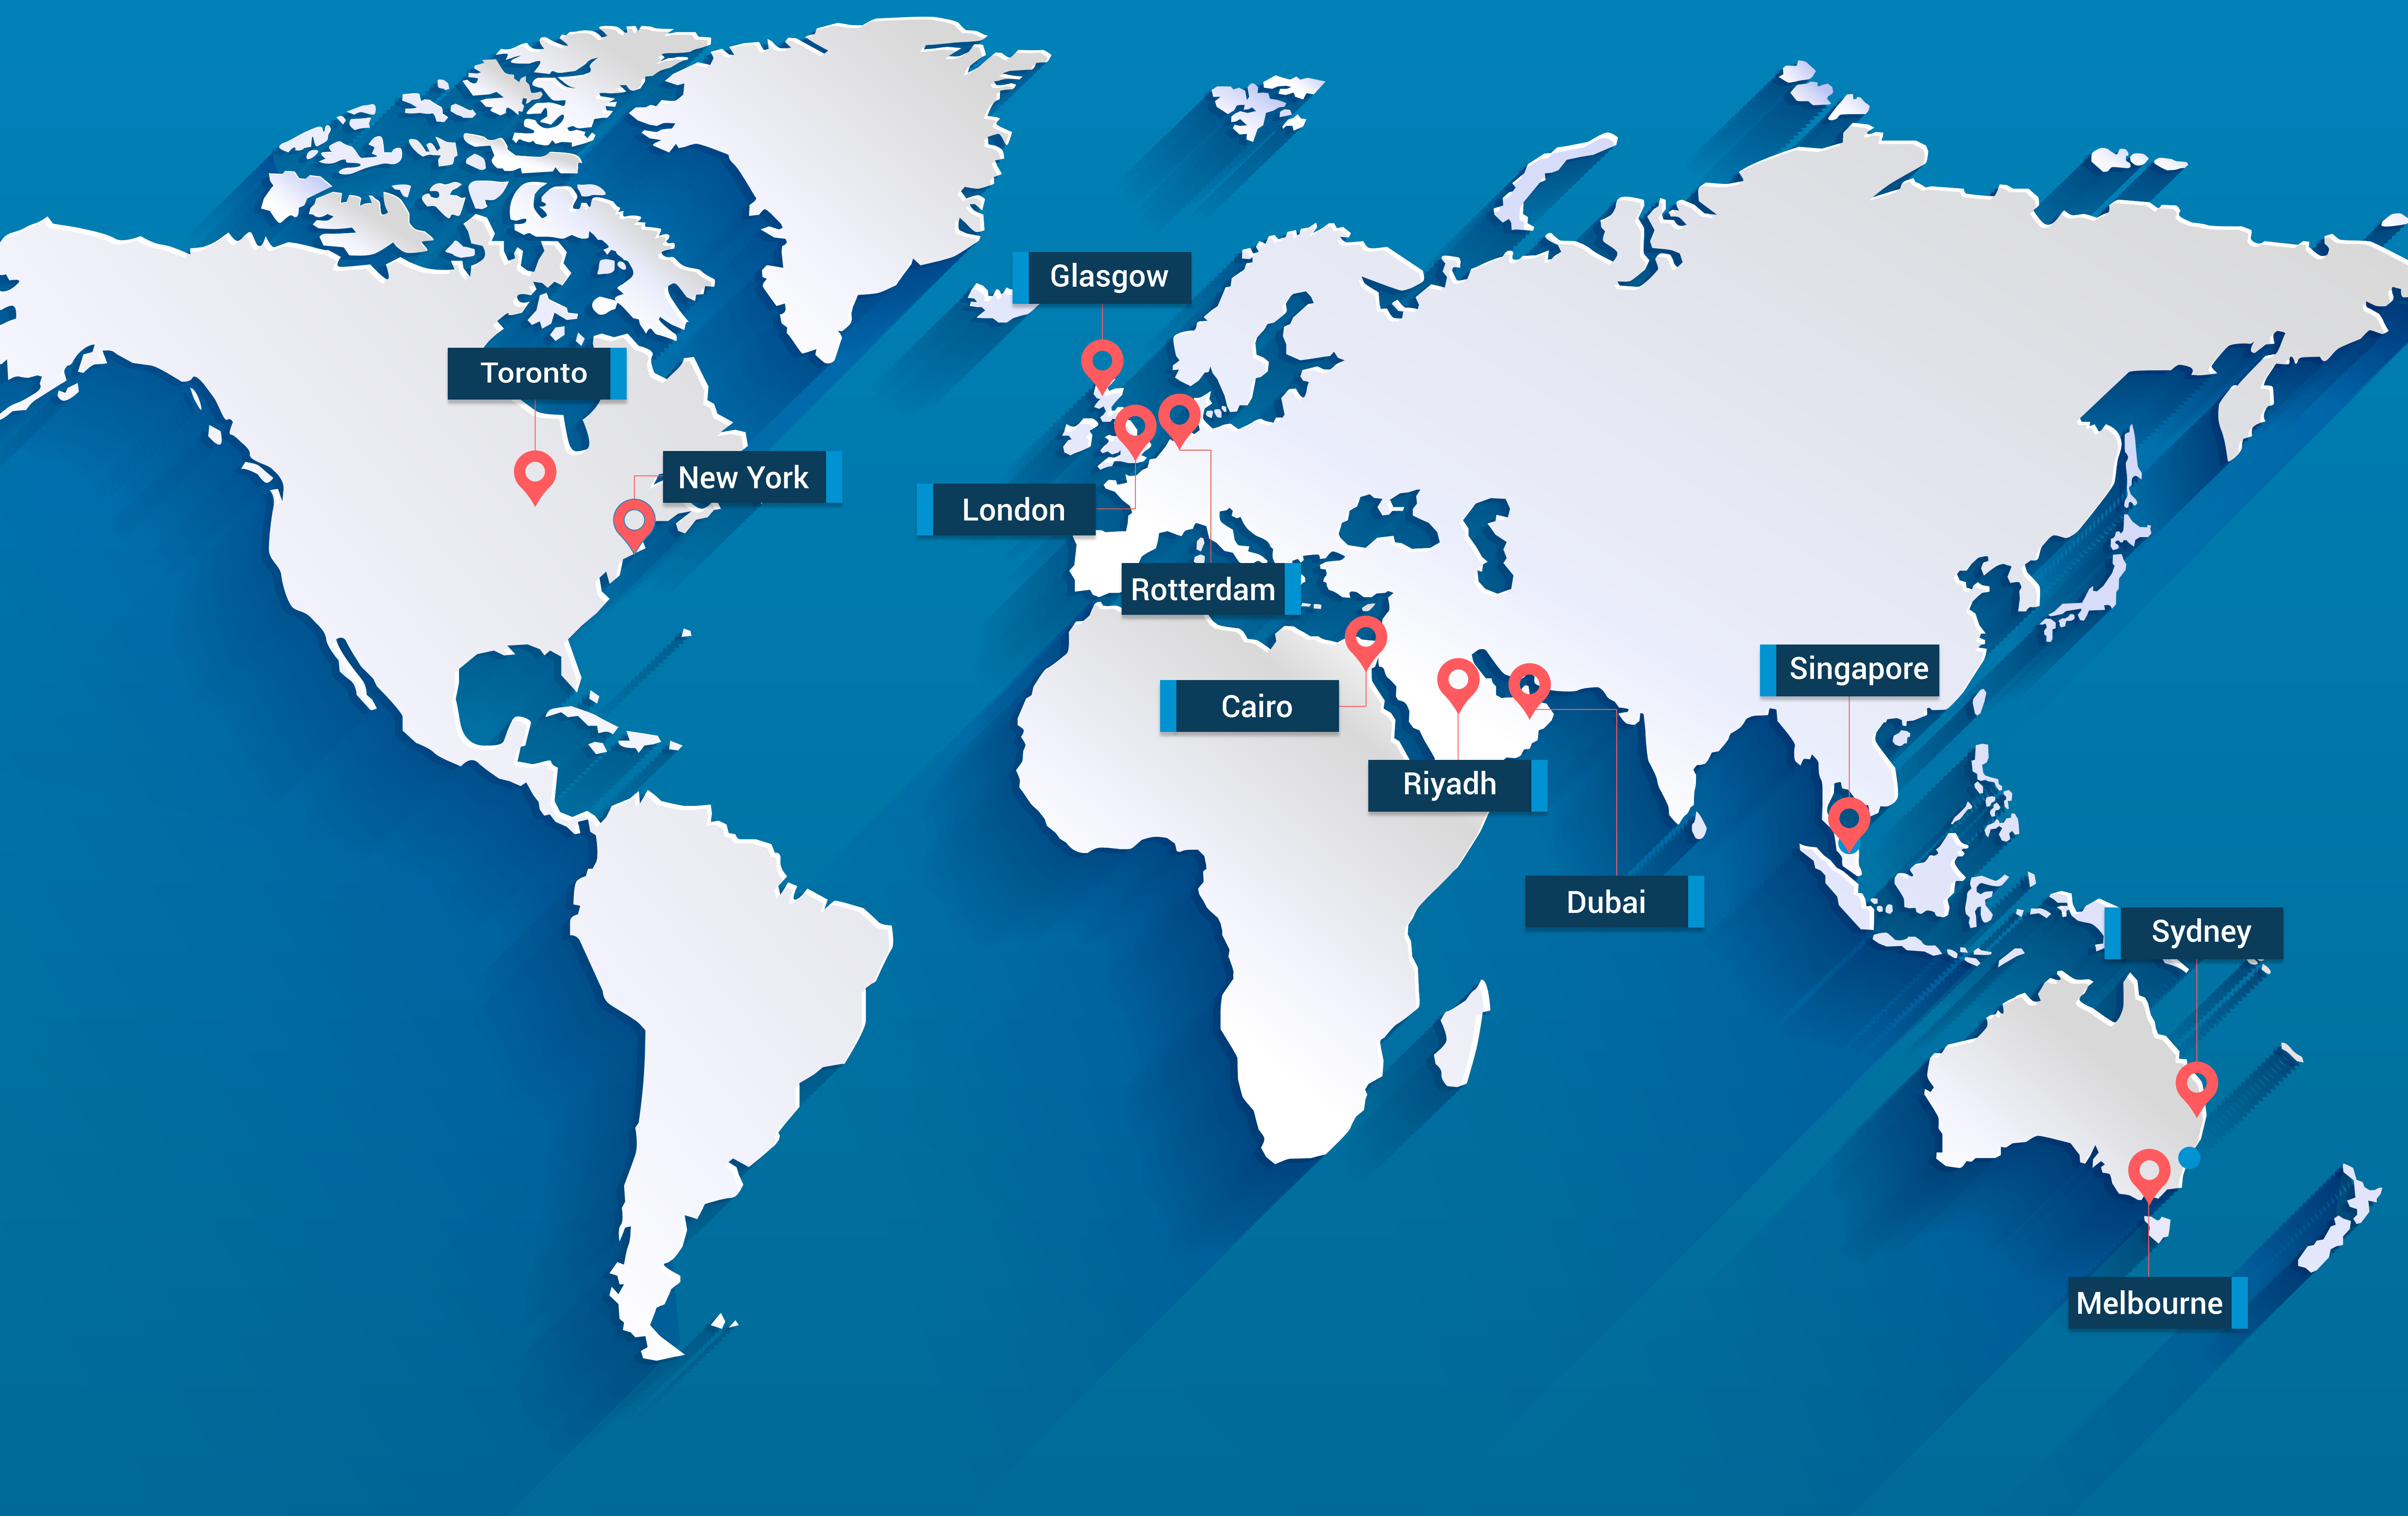 Glasgow
Toronto
New York
London
Rotterdam
Singapore
Cairo
Riyadh
Dubai
Sydney
Melbourne